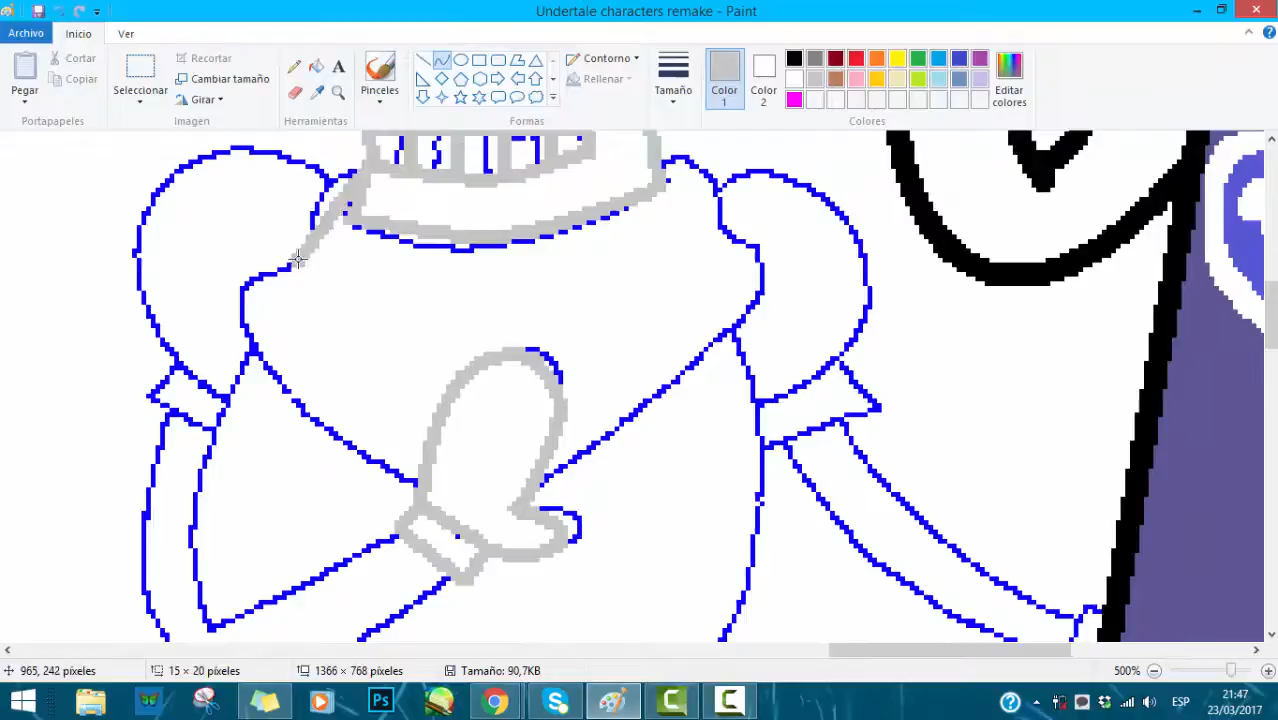 Undertale characters remake - Paint
Archivo Inicio Ver
Pegar
Cortar
Copiar
Portapapeles
Seleccionar
Recortar
Cambiar tamaño
Girar
Imagen
A
Herramientas
Pinceles
Contorno
Rellenar
Formas
Tamaño
Color 1
Color 2
Editar colores
Colores
965, 242 píxeles
15 × 20 píxeles
1366 × 768 píxeles
Tamaño: 90,7KB
500%
Ps
ESP
21:47
23/03/2017